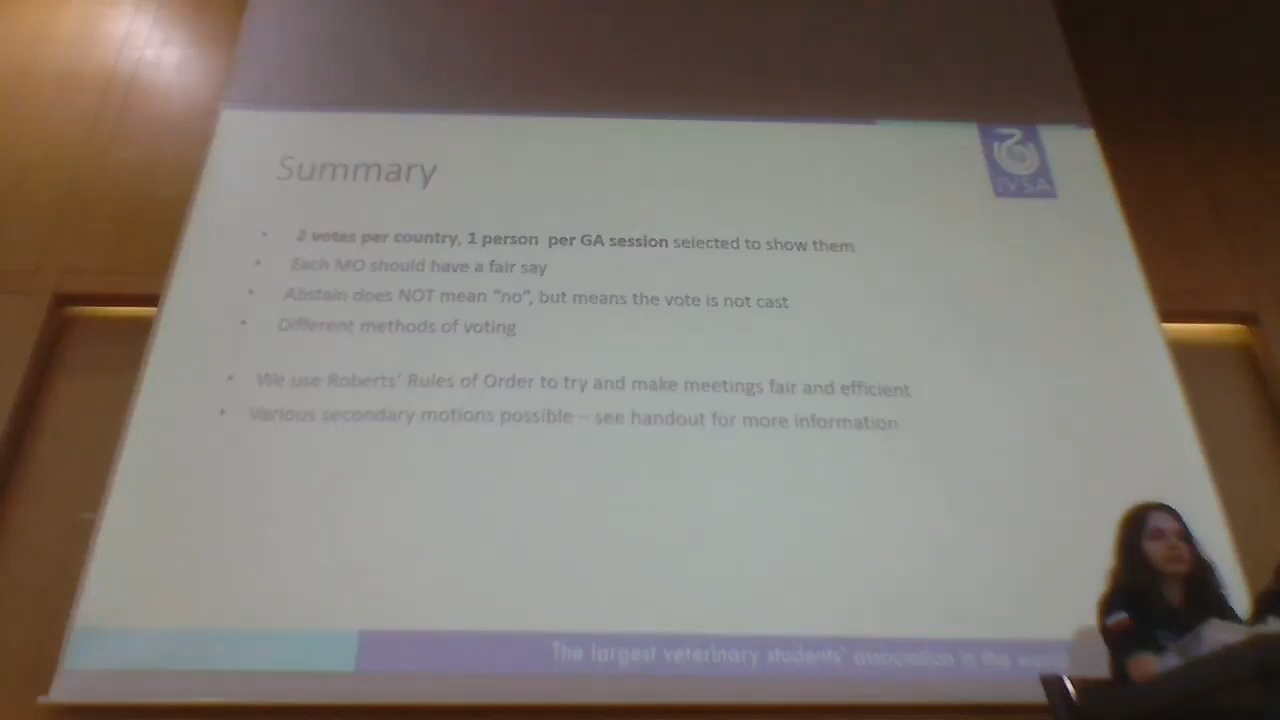 Summary
IVSA
• 2 votes per country, 1 person per GA session selected to show them
• Each MO should have a fair say
• Abstain does NOT mean "no", but means the vote is not cast
• Different methods of voting
• We use Roberts' Rules of Order to try and make meetings fair and efficient
• Various secondary motions possible – see handout for more information
The largest veterinary students' association in the world